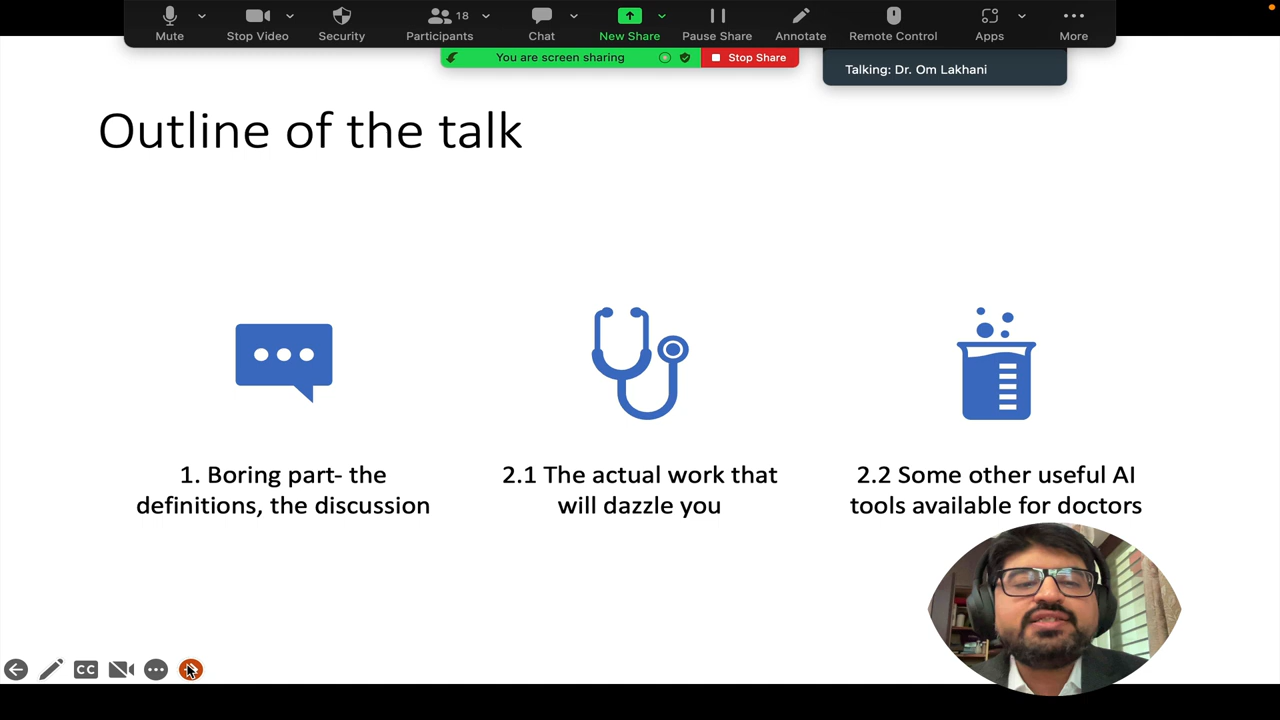 Mute
Stop Video
Security
Participants
18
Chat
New Share
Pause Share
Annotate
Remote Control
Apps
More
You are screen sharing
Stop Share
Talking: Dr. Om Lakhani
Outline of the talk
1. Boring part- the
definitions, the discussion
2.1 The actual work that
will dazzle you
2.2 Some other useful AI
tools available for doctors
CC